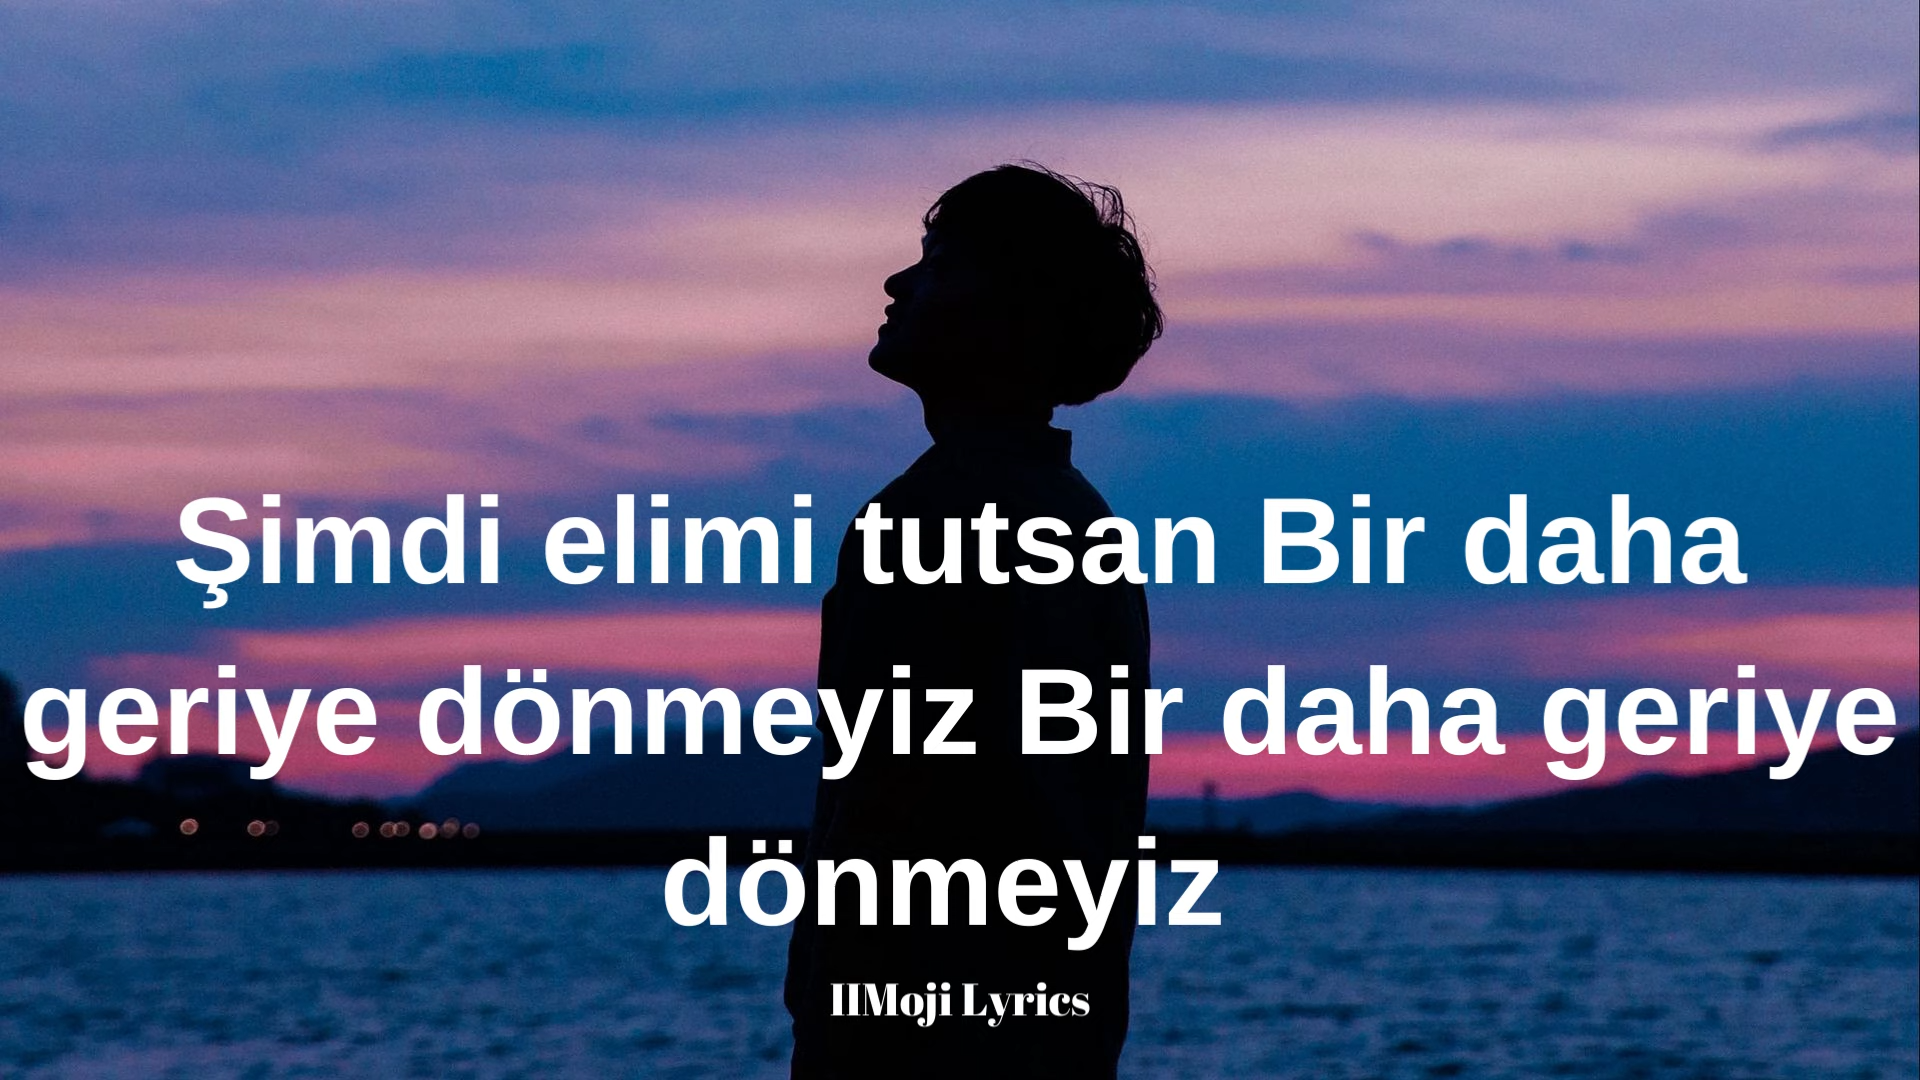 Şimdi elimi tutsan Bir daha
geriye dönmeyiz Bir daha geriye
dönmeyiz
IIMoji Lyrics